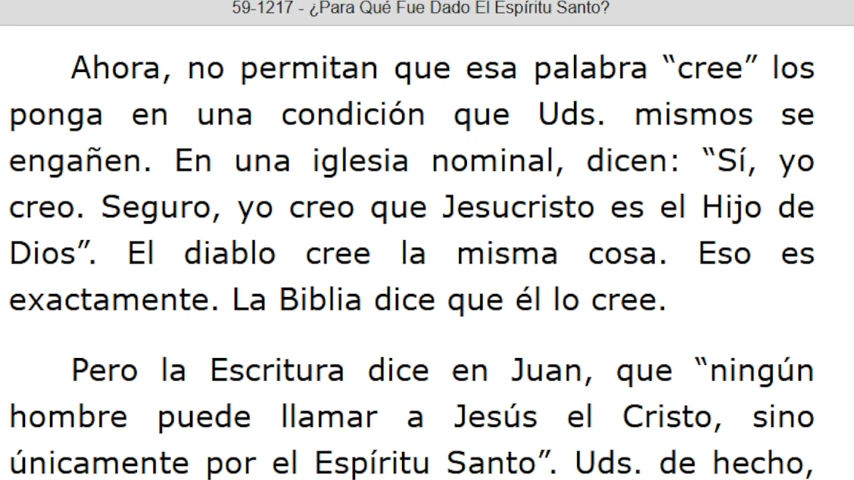 59-1217 - ¿Para Qué Fue Dado El Espíritu Santo?
Ahora, no permitan que esa palabra “cree” los
ponga en una condición que Uds. mismos se
engañen. En una iglesia nominal, dicen: “Sí, yo
creo. Seguro, yo creo que Jesucristo es el Hijo de
Dios”. El diablo cree la misma cosa. Eso es
exactamente. La Biblia dice que él lo cree.
Pero la Escritura dice en Juan, que “ningún
hombre puede llamar a Jesús el Cristo, sino
únicamente por el Espíritu Santo”. Uds. de hecho,